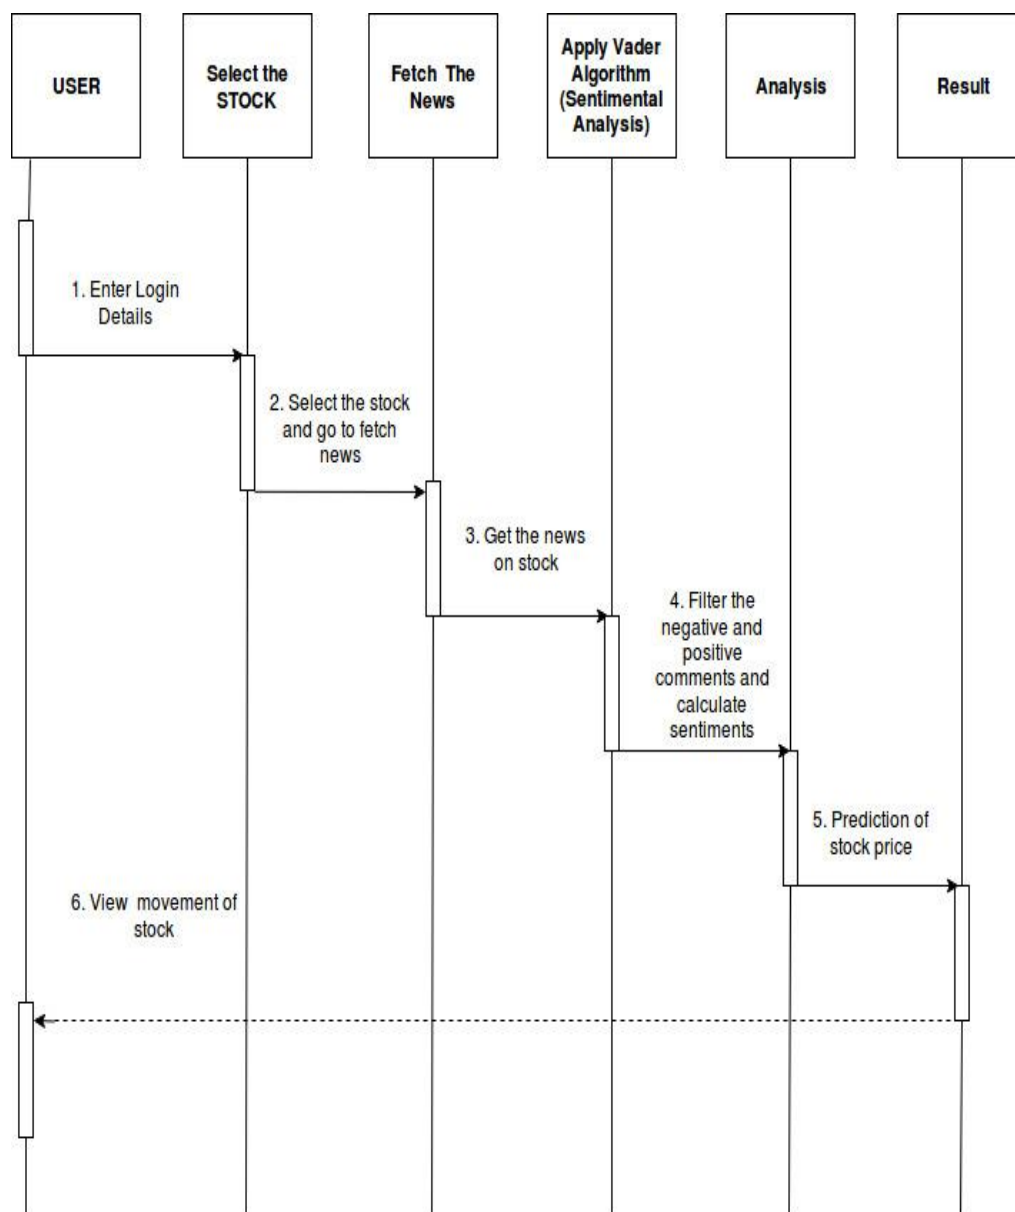 USER
Select the
STOCK
Fetch The
News
Apply Vader
Algorithm
(Sentimental
Analysis)
Analysis
Result
1. Enter Login
Details
2. Select the stock
and go to fetch
news
3. Get the news
on stock
4. Filter the
negative and
positive
comments and
calculate
sentiments
5. Prediction of
stock price
6. View movement of
stock